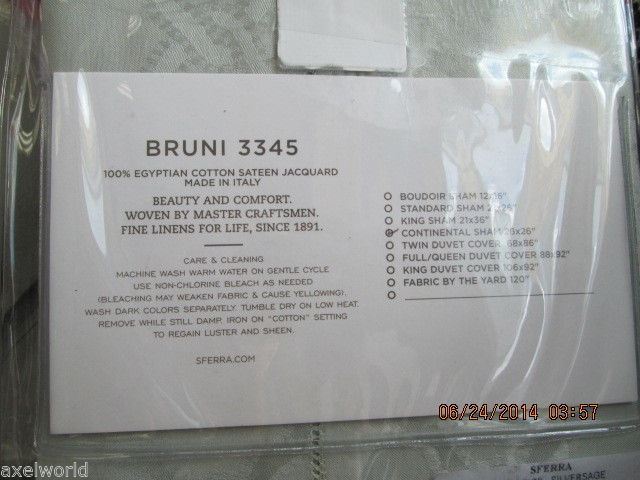 BRUNI 3345
100% EGYPTIAN COTTON SATEEN JACQUARD
MADE IN ITALY
BEAUTY AND COMFORT.
WOVEN BY MASTER CRAFTSMEN.
FINE LINENS FOR LIFE, SINCE 1891.
CARE & CLEANING
MACHINE WASH WARM WATER ON GENTLE CYCLE
USE NON-CHLORINE BLEACH AS NEEDED
(BLEACHING MAY WEAKEN FABRIC & CAUSE YELLOWING).
WASH DARK COLORS SEPARATELY TUMBLE DRY ON LOW HEAT.
REMOVE WHILE STILL DAMP. IRON ON "COTTON" SETTING
TO REGAIN LUSTER AND SHEEN.
SFERRA.COM
BOUDOIR SHAM 12x16"
STANDARD SHAM 21x26"
KING SHAM 21x36"
CONTINENTAL SHAM 26x26"
TWIN DUVET COVER 68x86"
FULL/QUEEN DUVET COVER 88x92"
KING DUVET COVER 106x92"
FABRIC BY THE YARD 120"
06/24/2014 03:57
SFERRA
SILVERSAGE
axelworld